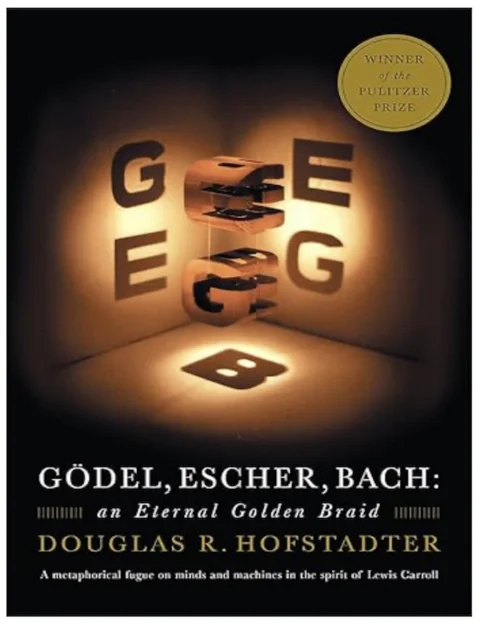 WINNER
of the
PULITZER
PRIZE
G E
E G
B
GÖDEL, ESCHER, BACH:
an Eternal Golden Braid
DOUGLAS R. HOFSTADTER
A metaphorical fugue on minds and machines in the spirit of Lewis Carroll